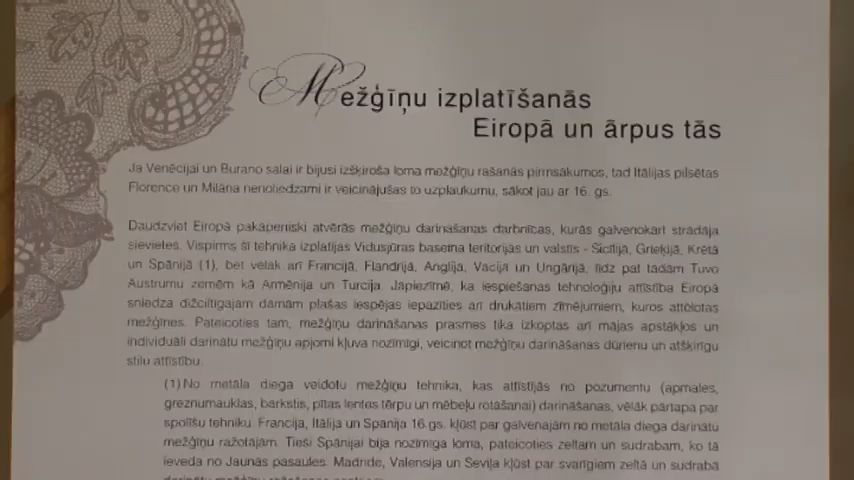 Mežģīņu izplatīšanās
Eiropā un ārpus tās
Ja Venēcijai un Burano salai ir bijusi izšķiroša loma mežģīņu rašanās pirmsākumos, tad Itālijas pilsētas
Florence un Milāna nenoliedzami ir veicinājušas to uzplaukumu, sākot jau ar 16. gs.
Daudzviet Eiropā pakāpeniski atvērās mežģīņu darināšanas darbnīcas, kurās galvenokārt strādāja
sievietes. Vispirms šī tehnika izplatījās Vidusjūras baseina teritorijās un valstīs - Sicīlijā, Grieķijā, Krētā
un Spānijā (1), bet vēlāk arī Francijā, Flandrijā, Anglijā, Vācijā un Ungārijā, līdz pat tādām Tuvo
Austrumu zemēm kā Armēnija un Turcija. Jāpiezīmē, ka iespiešanas tehnoloģiju attīstība Eiropā
sniedza dižciltīgajām dāmām plašas iespējas iepazīties arī drukātiem zīmējumiem, kuros attēlotas
mežģīnes. Pateicoties tam, mežģīņu darināšanas prasmes tika izkoptas arī mājas apstākļos un
individuāli darinātu mežģīņu apjomi kļuva nozīmīgi, veicinot mežģīņu darināšanas dūrienu un atšķirīgu
stilu attīstību.
(1) No metāla diega veidotu mežģīņu tehnika, kas attīstījās no pozumentu (apmales,
greznumauklas, bārkstis, pītas lentes tērpu un mēbeļu rotāšanai) darināšanas, vēlāk pārtapa par
spolīšu tehniku. Francija, Itālija un Spānija 16.gs. kļūst par galvenajām no metāla diega darinātu
mežģīņu ražotājām. Tieši Spānijai bija nozīmīga loma, pateicoties zeltam un sudrabam, ko tā
ieveda no Jaunās pasaules. Madride, Valensija un Sevilja kļūst par svarīgiem zelta un sudraba